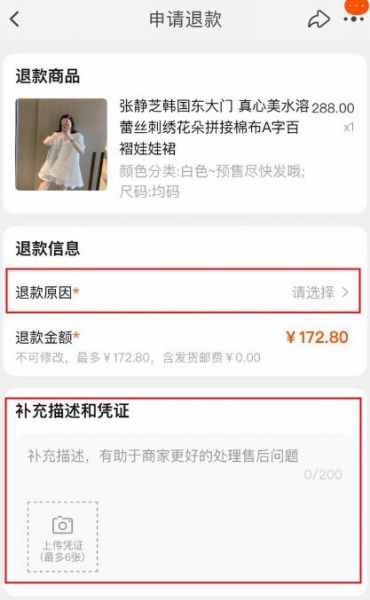 申请退款
退款商品
张静芝韩国东大门 真心美水溶
288.00
蕾丝刺绣花朵拼接棉布A字百
x1
褶娃娃裙
颜色分类:白色~预售尽快发哦;
尺码:均码
退款信息
退款原因*
请选择
退款金额*
￥172.80
不可修改，最多￥172.80，含发货邮费￥0.00
补充描述和凭证
补充描述，有助于商家更好的处理售后问题
0/200
上传凭证
(最多6张)